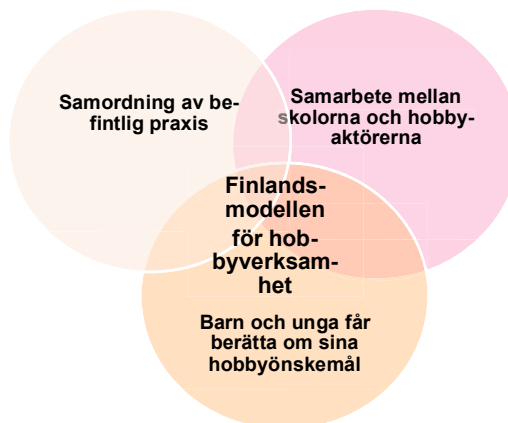 Samordning av be-
fintlig praxis
Samarbete mellan
skolorna och hobby-
aktörerna
Finlands-
modellen
för hob-
byverksam-
het
Barn och unga får
berätta om sina
hobbyönskemål